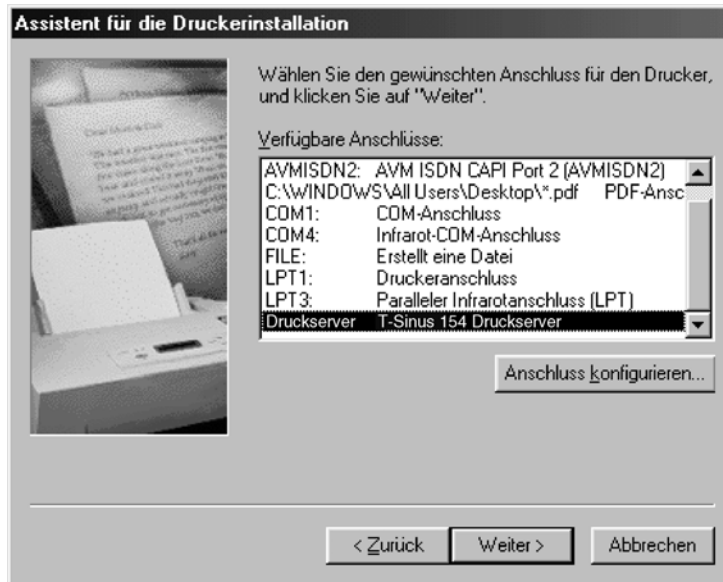 Assistent für die Druckerinstallation
Wählen Sie den gewünschten Anschluss für den Drucker,
und klicken Sie auf "Weiter".
Verfügbare Anschlüsse:
AVMISDN2: AVM ISDN CAPI Port 2 (AVMISDN2)
C:\WINDOWS\All Users\Desktop\*.pdf PDF-Ansc
COM1: COM-Anschluss
COM4: Infrarot-COM-Anschluss
FILE: Erstellt eine Datei
LPT1: Druckeranschluss
LPT3: Paralleler Infrarotanschluss (LPT)
Druckserver T-Sinus 154 Druckserver
Anschluss konfigurieren...
< Zurück Weiter > Abbrechen